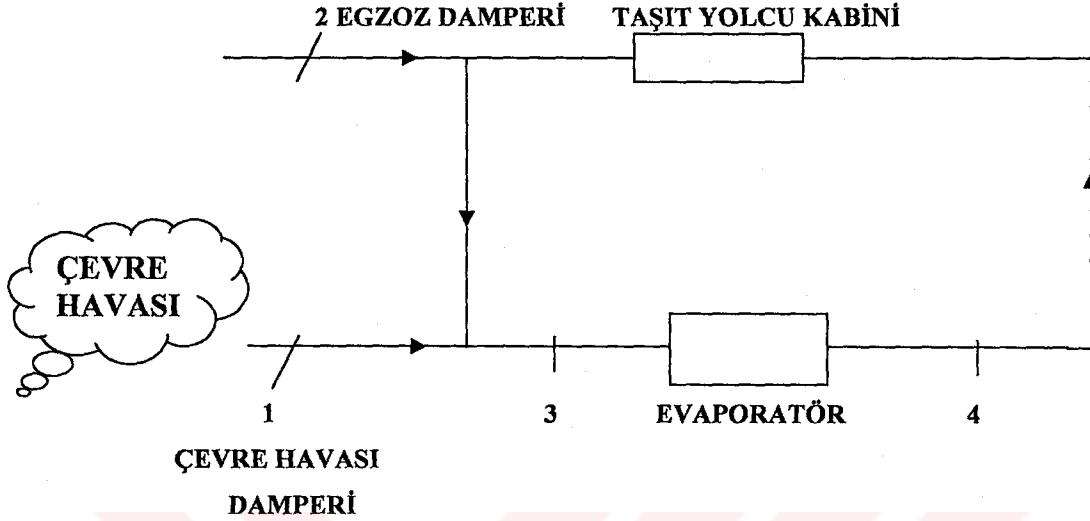 2 EGZOZ DAMPERİ TAŞIT YOLCU KABİNİ
ÇEVRE
HAVASI
1 3 EVAPORATÖR 4
ÇEVRE HAVASI
DAMPERİ